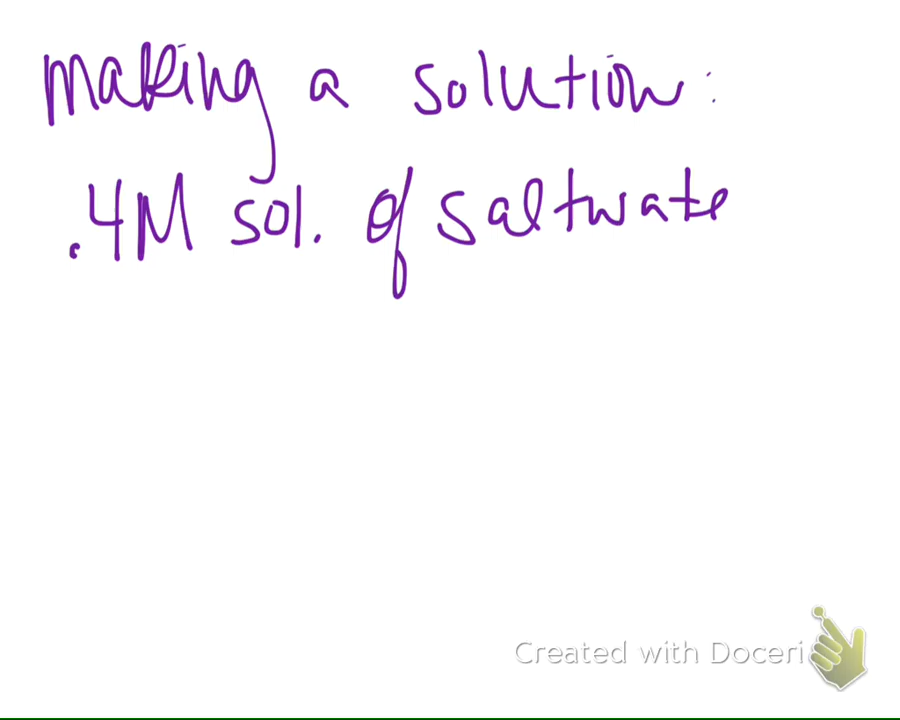 making a solution:
.4M sol. of saltwate
Created with Doceri